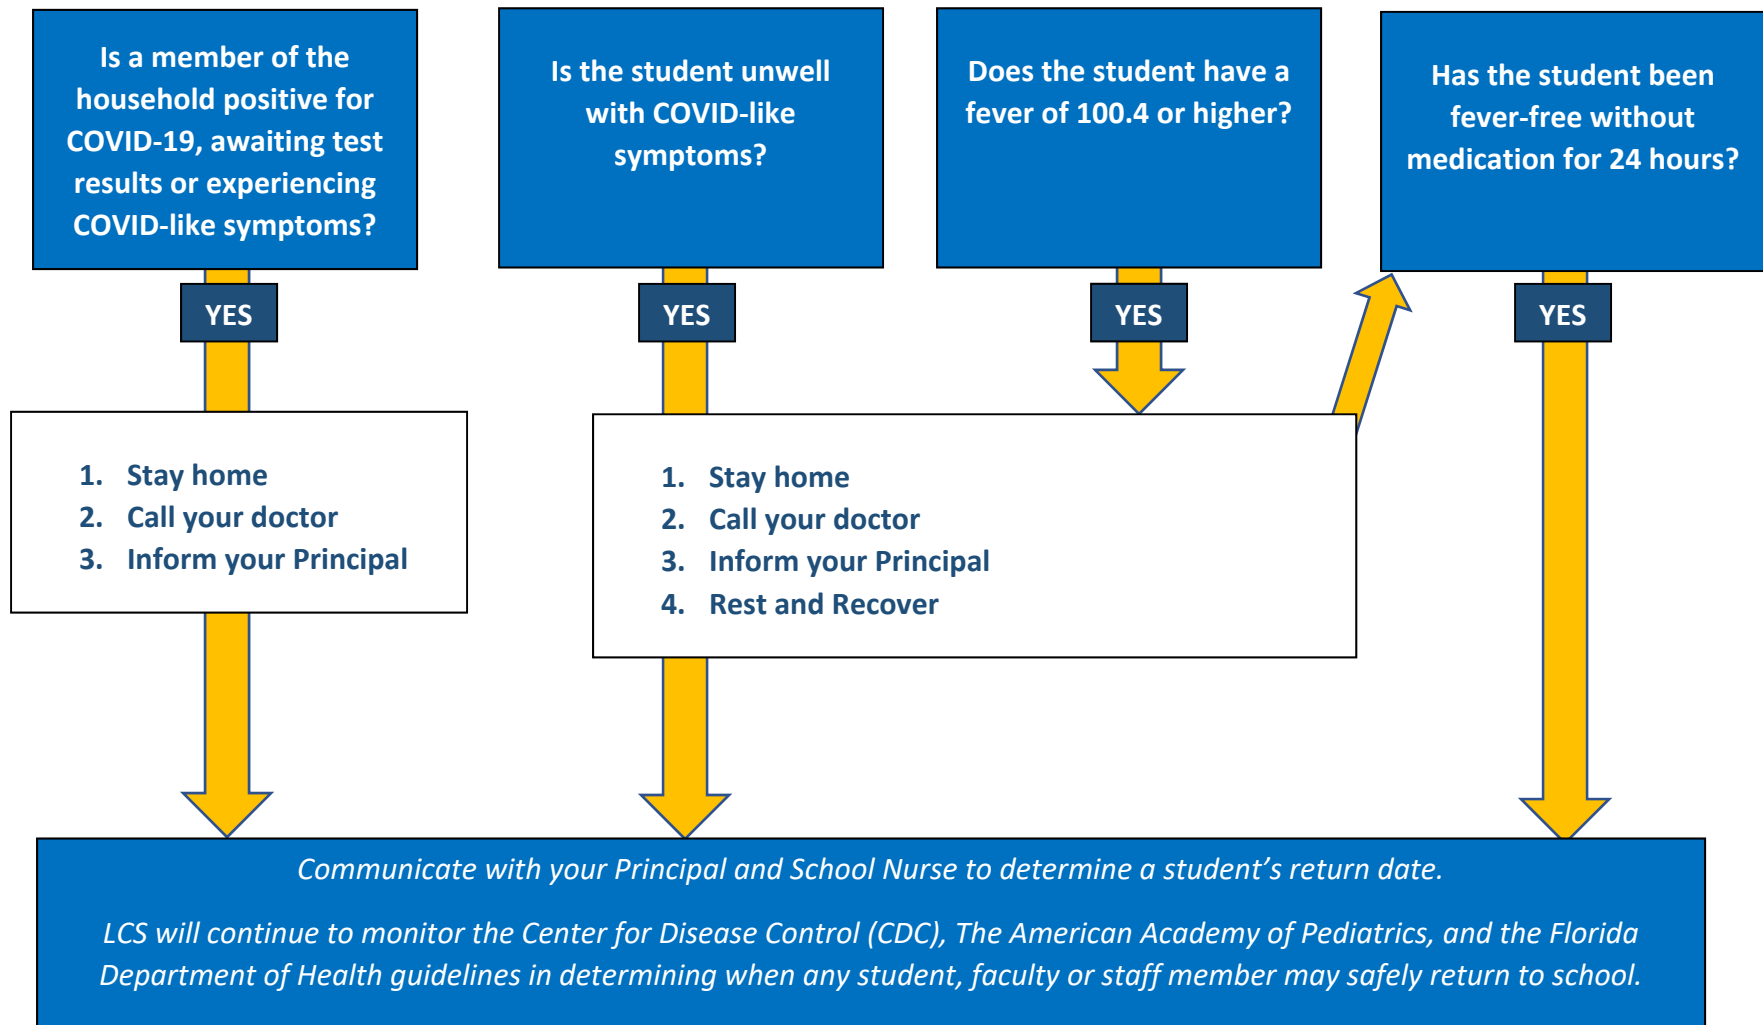 Is a member of the
household positive for
COVID-19, awaiting test
results or experiencing
COVID-like symptoms?
Is the student unwell
with COVID-like
symptoms?
Does the student have a
fever of 100.4 or higher?
Has the student been
fever-free without
medication for 24 hours?
YES
YES
YES
YES
1. Stay home
2. Call your doctor
3. Inform your Principal
1. Stay home
2. Call your doctor
3. Inform your Principal
4. Rest and Recover
Communicate with your Principal and School Nurse to determine a student’s return date.
LCS will continue to monitor the Center for Disease Control (CDC), The American Academy of Pediatrics, and the Florida
Department of Health guidelines in determining when any student, faculty or staff member may safely return to school.